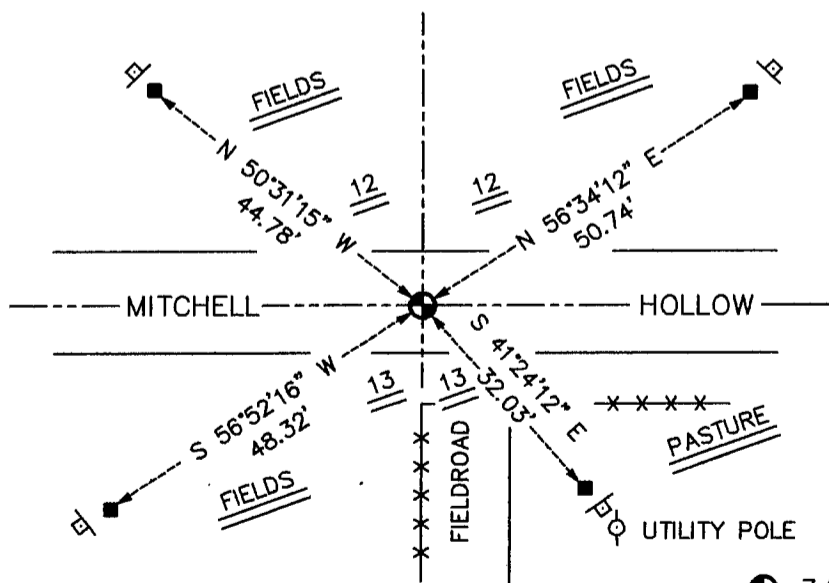 FIELDS
FIELDS
N 50°31'15" W
44.78'
12
12
N 56°34'12" E
50.74'
MITCHELL
HOLLOW
S 56°52'16" W
48.32'
13
13
S 41°24'12" E
32.03'
FIELDS
FIELDROAD
PASTURE
UTILITY POLE